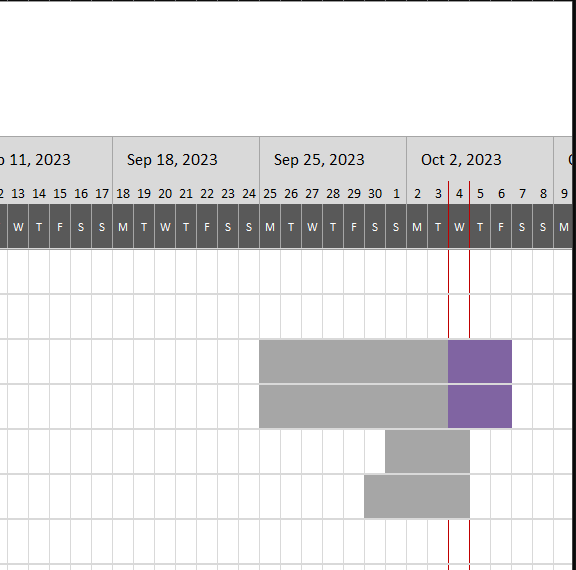 11, 2023 Sep 18, 2023 Sep 25, 2023 Oct 2, 2023
13 14 15 16 17 18 19 20 21 22 23 24 25 26 27 28 29 30 1 2 3 4 5 6 7 8 9
W T F S S M T W T F S S M T W T F S S M T W T F S S M